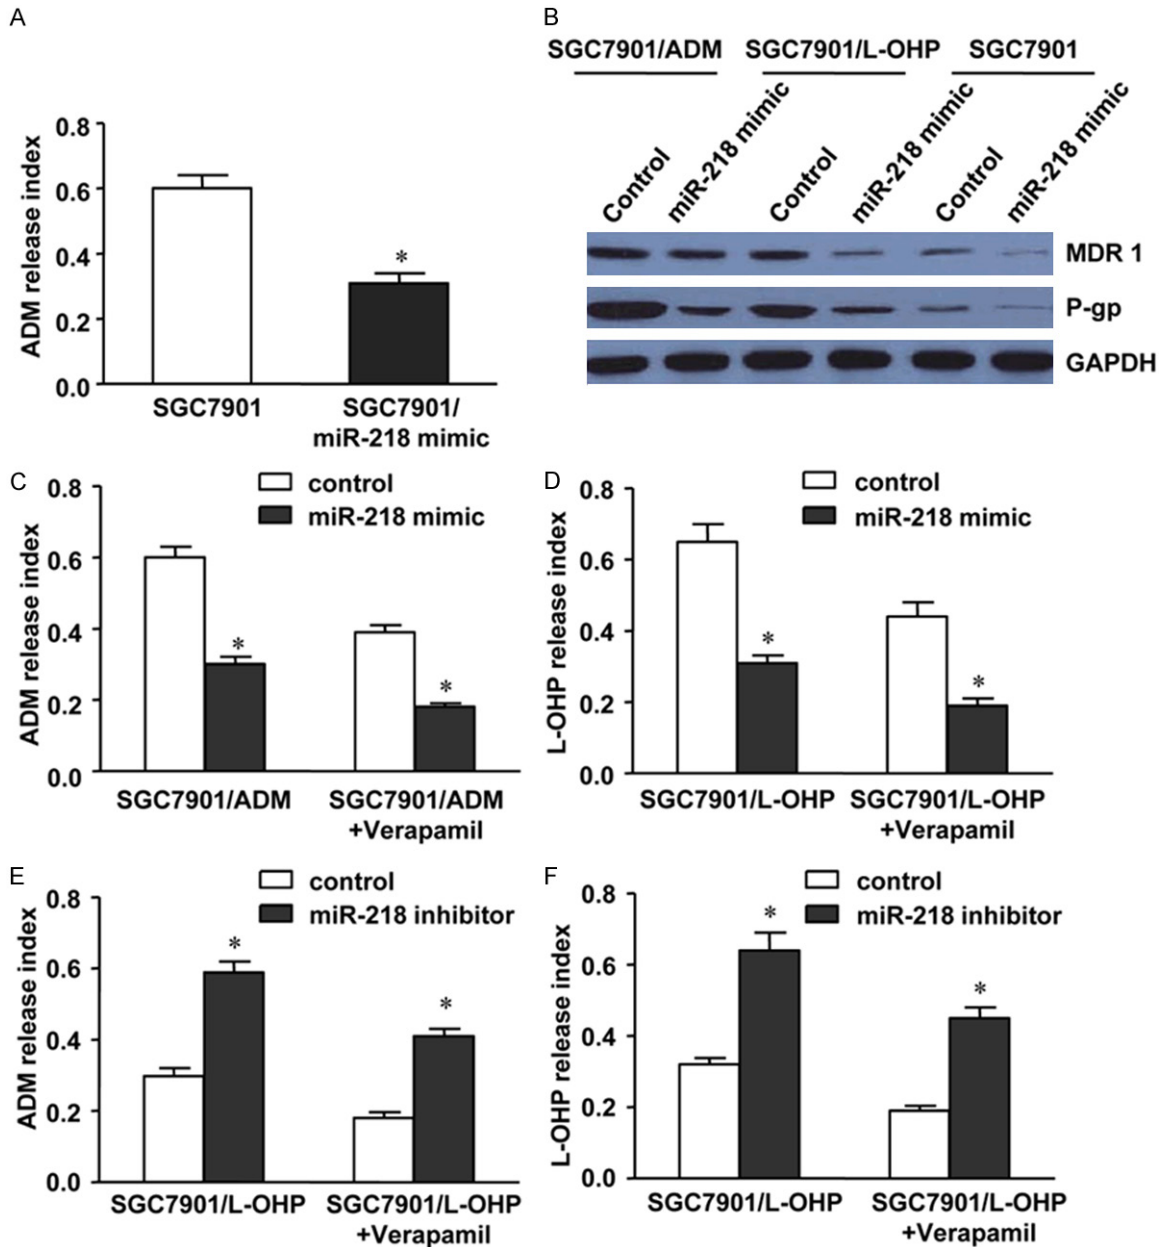 A
ADM release index
0.8
0.6
0.4
0.2
0.0
*
SGC7901
SGC7901/
miR-218 mimic
B
SGC7901/ADM
SGC7901/L-OHP
SGC7901
Control
miR-218 mimic
Control
miR-218 mimic
Control
miR-218 mimic
MDR 1
P-gp
GAPDH
C
control
miR-218 mimic
ADM release index
0.8
0.6
0.4
0.2
0.0
*
*
SGC7901/ADM
SGC7901/ADM
+Verapamil
D
control
miR-218 mimic
L-OHP release index
0.8
0.6
0.4
0.2
0.0
*
*
SGC7901/L-OHP
SGC7901/L-OHP
+Verapamil
E
control
miR-218 inhibitor
ADM release index
0.8
0.6
0.4
0.2
0.0
*
*
SGC7901/L-OHP
SGC7901/L-OHP
+Verapamil
F
control
miR-218 inhibitor
L-OHP release index
0.8
0.6
0.4
0.2
0.0
*
*
SGC7901/L-OHP
SGC7901/L-OHP
+Verapamil